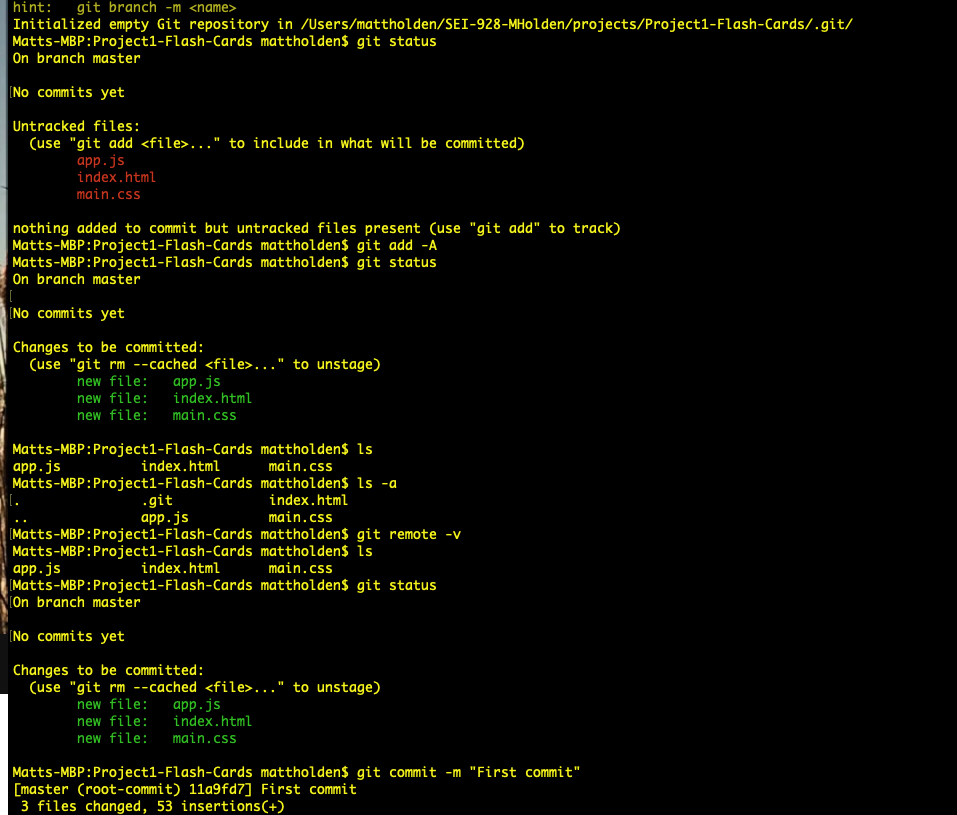 hint:   git branch -m <name>
Initialized empty Git repository in /Users/mattholden/SEI-928-MHolden/projects/Project1-Flash-Cards/.git/
Matts-MBP:Project1-Flash-Cards mattholden$ git status
On branch master
[No commits yet
Untracked files:
  (use "git add <file>..." to include in what will be committed)
        app.js
        index.html
        main.css
nothing added to commit but untracked files present (use "git add" to track)
Matts-MBP:Project1-Flash-Cards mattholden$ git add -A
Matts-MBP:Project1-Flash-Cards mattholden$ git status
On branch master
[
[No commits yet
Changes to be committed:
  (use "git rm --cached <file>..." to unstage)
        new file:   app.js
        new file:   index.html
        new file:   main.css
Matts-MBP:Project1-Flash-Cards mattholden$ ls
app.js          index.html      main.css
Matts-MBP:Project1-Flash-Cards mattholden$ ls -a
[.               .git            index.html
..              app.js          main.css
[Matts-MBP:Project1-Flash-Cards mattholden$ git remote -v
Matts-MBP:Project1-Flash-Cards mattholden$ ls
app.js          index.html      main.css
[Matts-MBP:Project1-Flash-Cards mattholden$ git status
[On branch master
[No commits yet
Changes to be committed:
  (use "git rm --cached <file>..." to unstage)
        new file:   app.js
        new file:   index.html
        new file:   main.css
Matts-MBP:Project1-Flash-Cards mattholden$ git commit -m "First commit"
[master (root-commit) 11a9fd7] First commit
 3 files changed, 53 insertions(+)